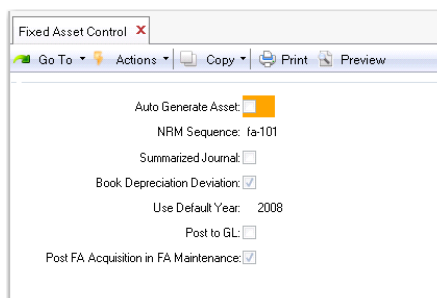 Fixed Asset Control
Go To Actions Copy Print Preview
Auto Generate Asset:
NRM Sequence: fa-101
Summarized Journal:
Book Depreciation Deviation:
Use Default Year: 2008
Post to GL:
Post FA Acquisition in FA Maintenance: